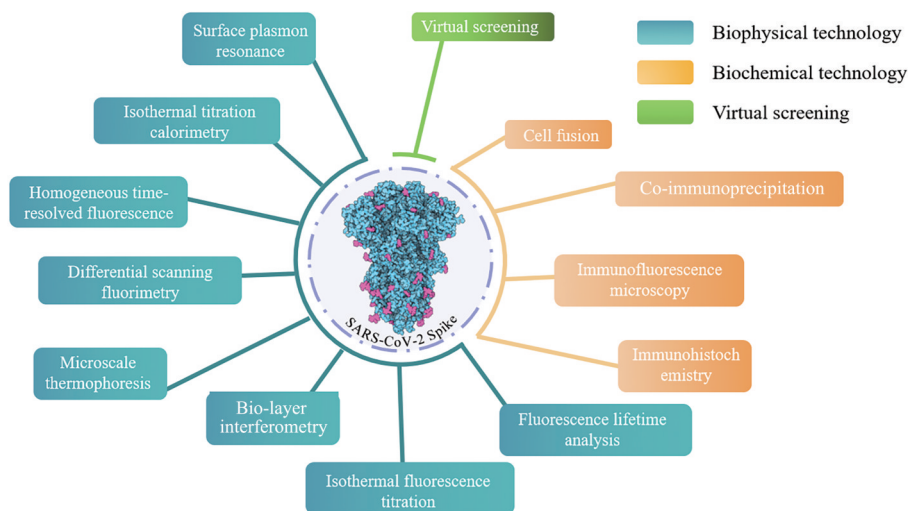 Surface plasmon
resonance
Virtual screening
Biophysical technology
Biochemical technology
Virtual screening
Isothermal titration
calorimetry
Cell fusion
Homogeneous time-
resolved fluorescence
Co-immunoprecipitation
Differential scanning
fluorimetry
Immunofluorescence
microscopy
SARS-CoV-2 Spike
Microscale
thermophoresis
Immunohistoch
emistry
Bio-layer
interferometry
Fluorescence lifetime
analysis
Isothermal fluorescence
titration